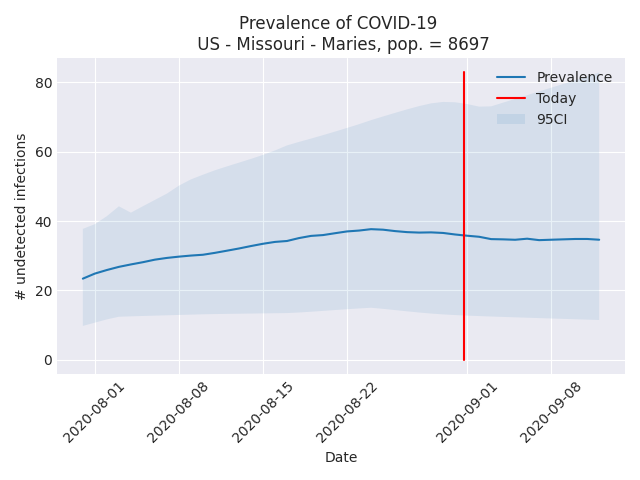 Prevalence of COVID-19
US - Missouri - Maries, pop. = 8697
Prevalence
Today
95CI
80
60
40
20
0
# undetected infections
2020-08-01
2020-08-08
2020-08-15
2020-08-22
2020-09-01
2020-09-08
Date